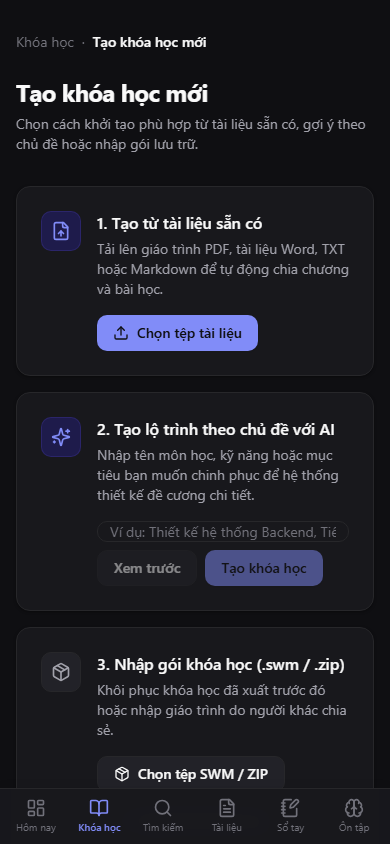 Khóa học · Tạo khóa học mới
Tạo khóa học mới
Chọn cách khởi tạo phù hợp từ tài liệu sẵn có, gợi ý theo
chủ đề hoặc nhập gói lưu trữ.
1. Tạo từ tài liệu sẵn có
Tải lên giáo trình PDF, tài liệu Word, TXT
hoặc Markdown để tự động chia chương
và bài học.
Chọn tệp tài liệu
2. Tạo lộ trình theo chủ đề với AI
Nhập tên môn học, kỹ năng hoặc mục
tiêu bạn muốn chinh phục để hệ thống
thiết kế đề cương chi tiết.
Ví dụ: Thiết kế hệ thống Backend, Tiế
Xem trước
Tạo khóa học
3. Nhập gói khóa học (.swm / .zip)
Khôi phục khóa học đã xuất trước đó
hoặc nhập giáo trình do người khác chia
sẻ.
Chọn tệp SWM / ZIP
Hôm nay
Khóa học
Tìm kiếm
Tài liệu
Sổ tay
Ôn tập